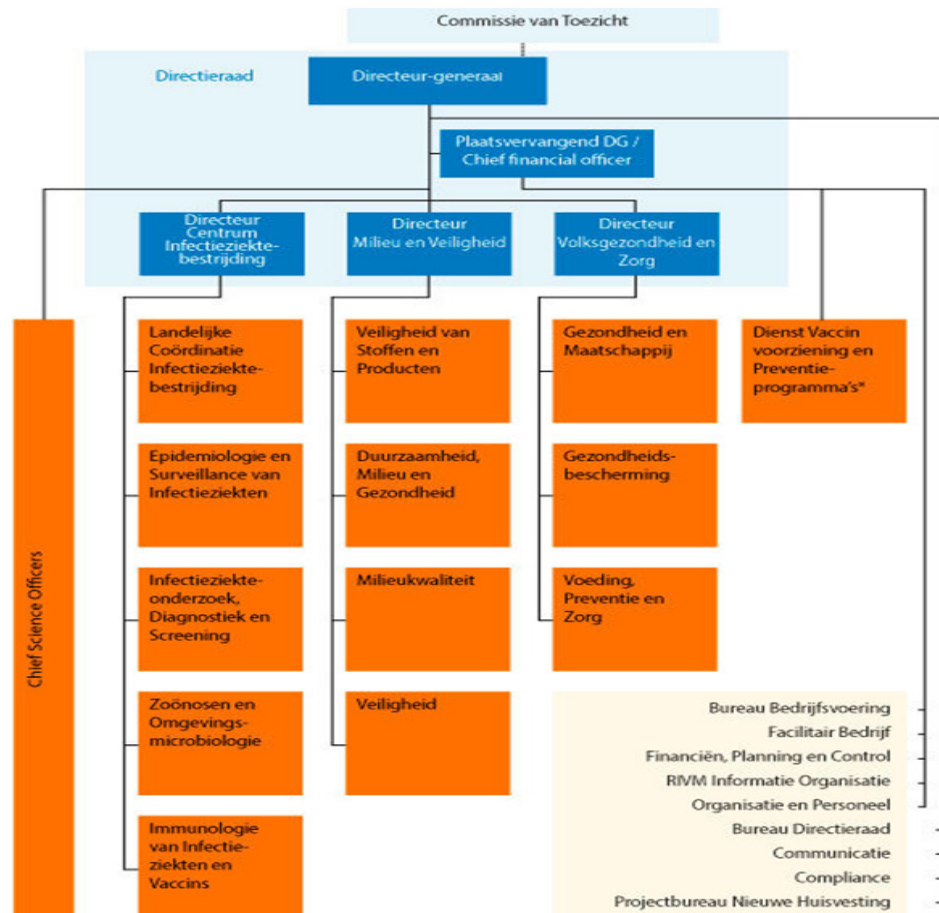 Commissie van Toezicht
Directieraad
Directeur-generaal
Plaatsvervangend DG /
Chief financial officer
Directeur
Centrum
Infectieziekte-
bestrijding
Directeur
Milieu en Veiligheid
Directeur
Volksgezondheid en
Zorg
Chief Science Officers
Landelijke
Coördinatie
Infectieziekte-
bestrijding
Epidemiologie en
Surveillance van
Infectieziekten
Infectieziekte-
onderzoek,
Diagnostiek en
Screening
Zoönosen en
Omgevings-
microbiologie
Immunologie
van Infectie-
ziekten en
Vaccins
Veiligheid van
Stoffen en
Producten
Duurzaamheid,
Milieu en
Gezondheid
Milieukwaliteit
Veiligheid
Gezondheid en
Maatschappij
Gezondheids-
bescherming
Voeding,
Preventie en
Zorg
Dienst Vaccin
voorziening en
Preventie-
programma's*
Bureau Bedrijfsvoering
Facilitair Bedrijf
Financiën, Planning en Control
RIVM Informatie Organisatie
Organisatie en Personeel
Bureau Directieraad
Communicatie
Compliance
Projectbureau Nieuwe Huisvesting